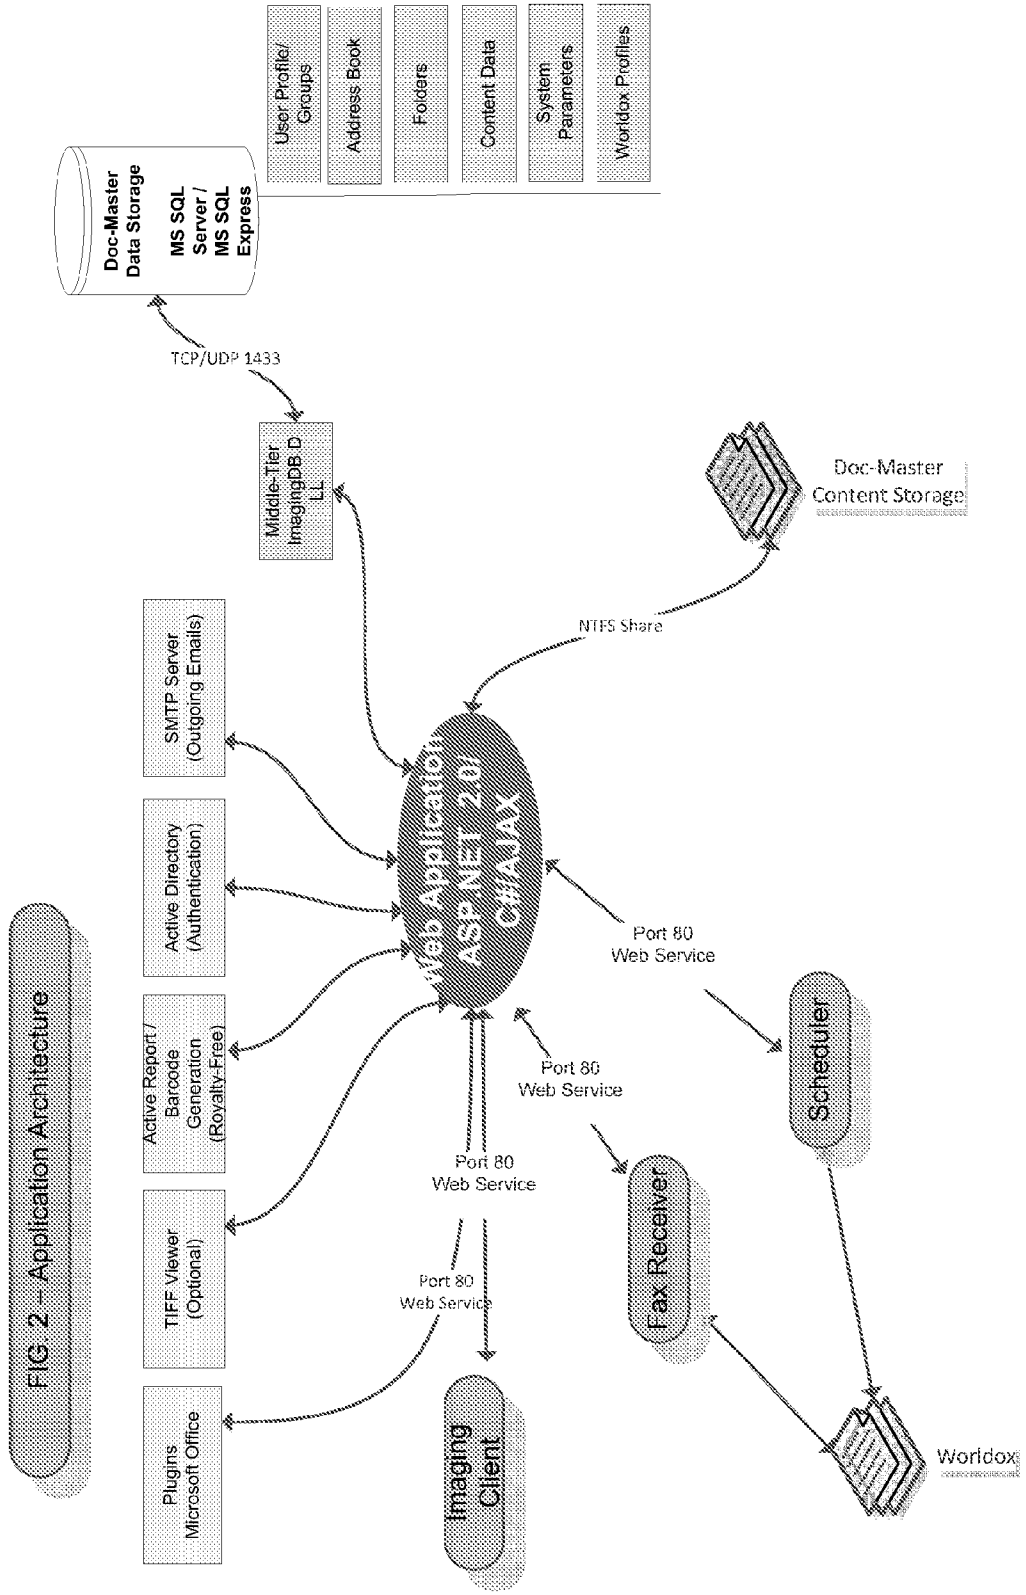 FIG. 2 – Application Architecture
Plugins
Microsoft Office
TIFF Viewer
(Optional)
Active Report /
Barcode
Generation
(Royalty-Free)
Active Directory
(Authentication)
SMTP Server
(Outgoing Emails)
Middle-Tier
ImagingDB.D
LL
TCP/UDP 1433
Doc-Master
Data Storage
MS SQL
Server /
MS SQL
Express
User Profile/
Groups
Address Book
Folders
Content Data
System
Parameters
Worldox Profiles
Web Application
ASP.NET 2.0/
C#/AJAX
NTFS Share
Doc-Master
Content Storage
Port 80
Web Service
Port 80
Web Service
Port 80
Web Service
Port 80
Web Service
Imaging
Client
Fax Receiver
Scheduler
Worldox